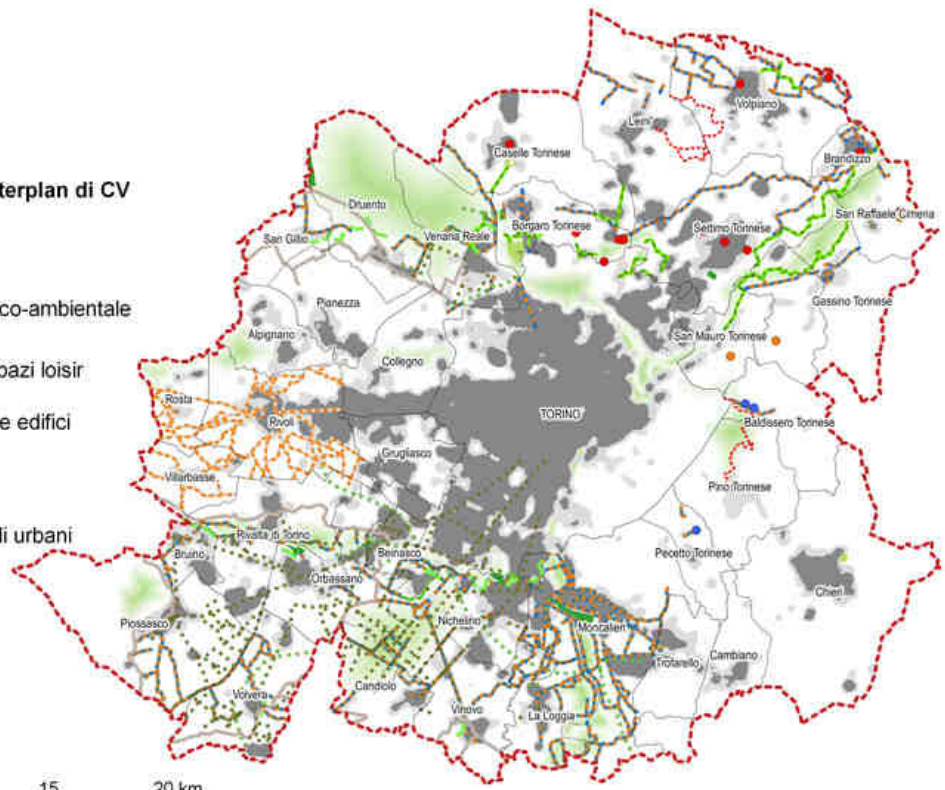 terplan di CV
co-ambientale
pazi loisir
e edifici
li urbani
Volpiano
Leinì
Caselle Torinese
Brandizzo
Druento
San Raffaele Cimena
Borgaro Torinese
Settimo Torinese
San Gillio
Venaria Reale
Pianezza
Gassino Torinese
Alpignano
San Mauro Torinese
Collegno
Rosta
TORINO
Rivoli
Baldissero Torinese
Grugliasco
Villarbasse
Pino Torinese
Rivalta di Torino
Bruino
Beinasco
Pecetto Torinese
Orbassano
Chieri
Piossasco
Nichelino
Moncalieri
Trofarello
Cambiano
Candiolo
Volvera
Vinovo
La Loggia
15 20 km